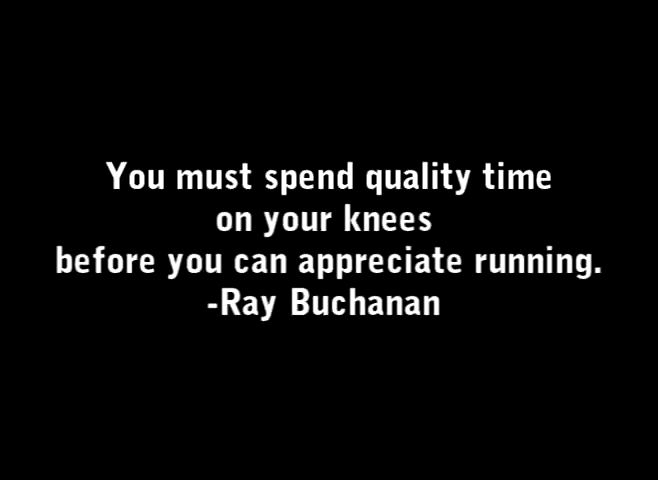 You must spend quality time
on your knees
before you can appreciate running.
-Ray Buchanan